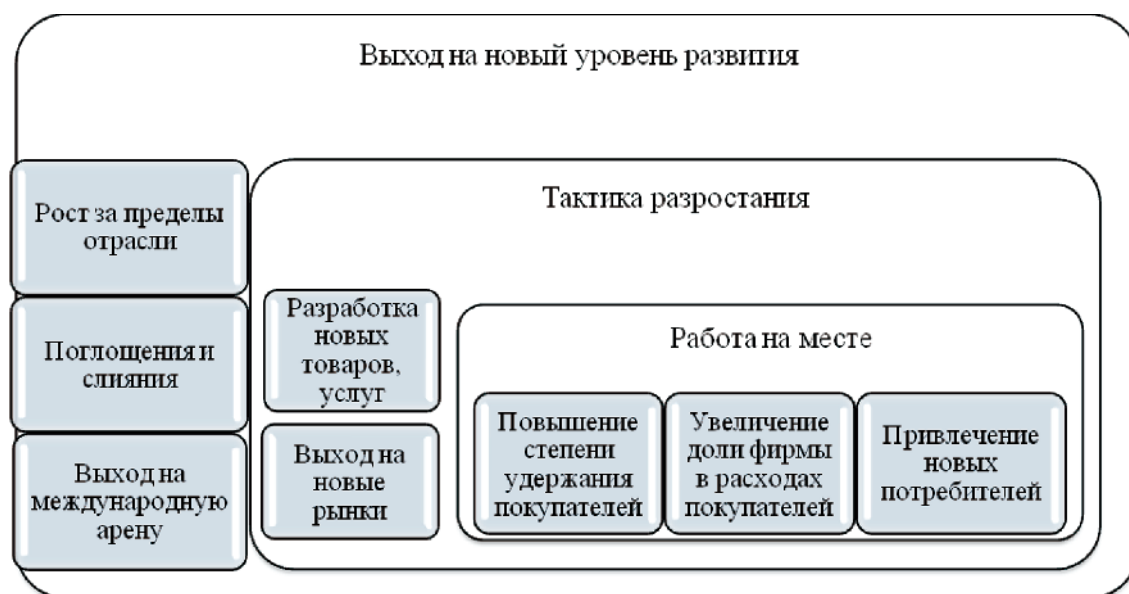 Выход на новый уровень развития
Рост за пределы
отрасли
Поглощения и
слияния
Выход на
международную
арену
Тактика разростания
Разработка
новых
товаров,
услуг
Выход на
новые
рынки
Работа на месте
Повышение
степени
удержания
покупателей
Увеличение
доли фирмы
в расходах
покупателей
Привлечение
новых
потребителей